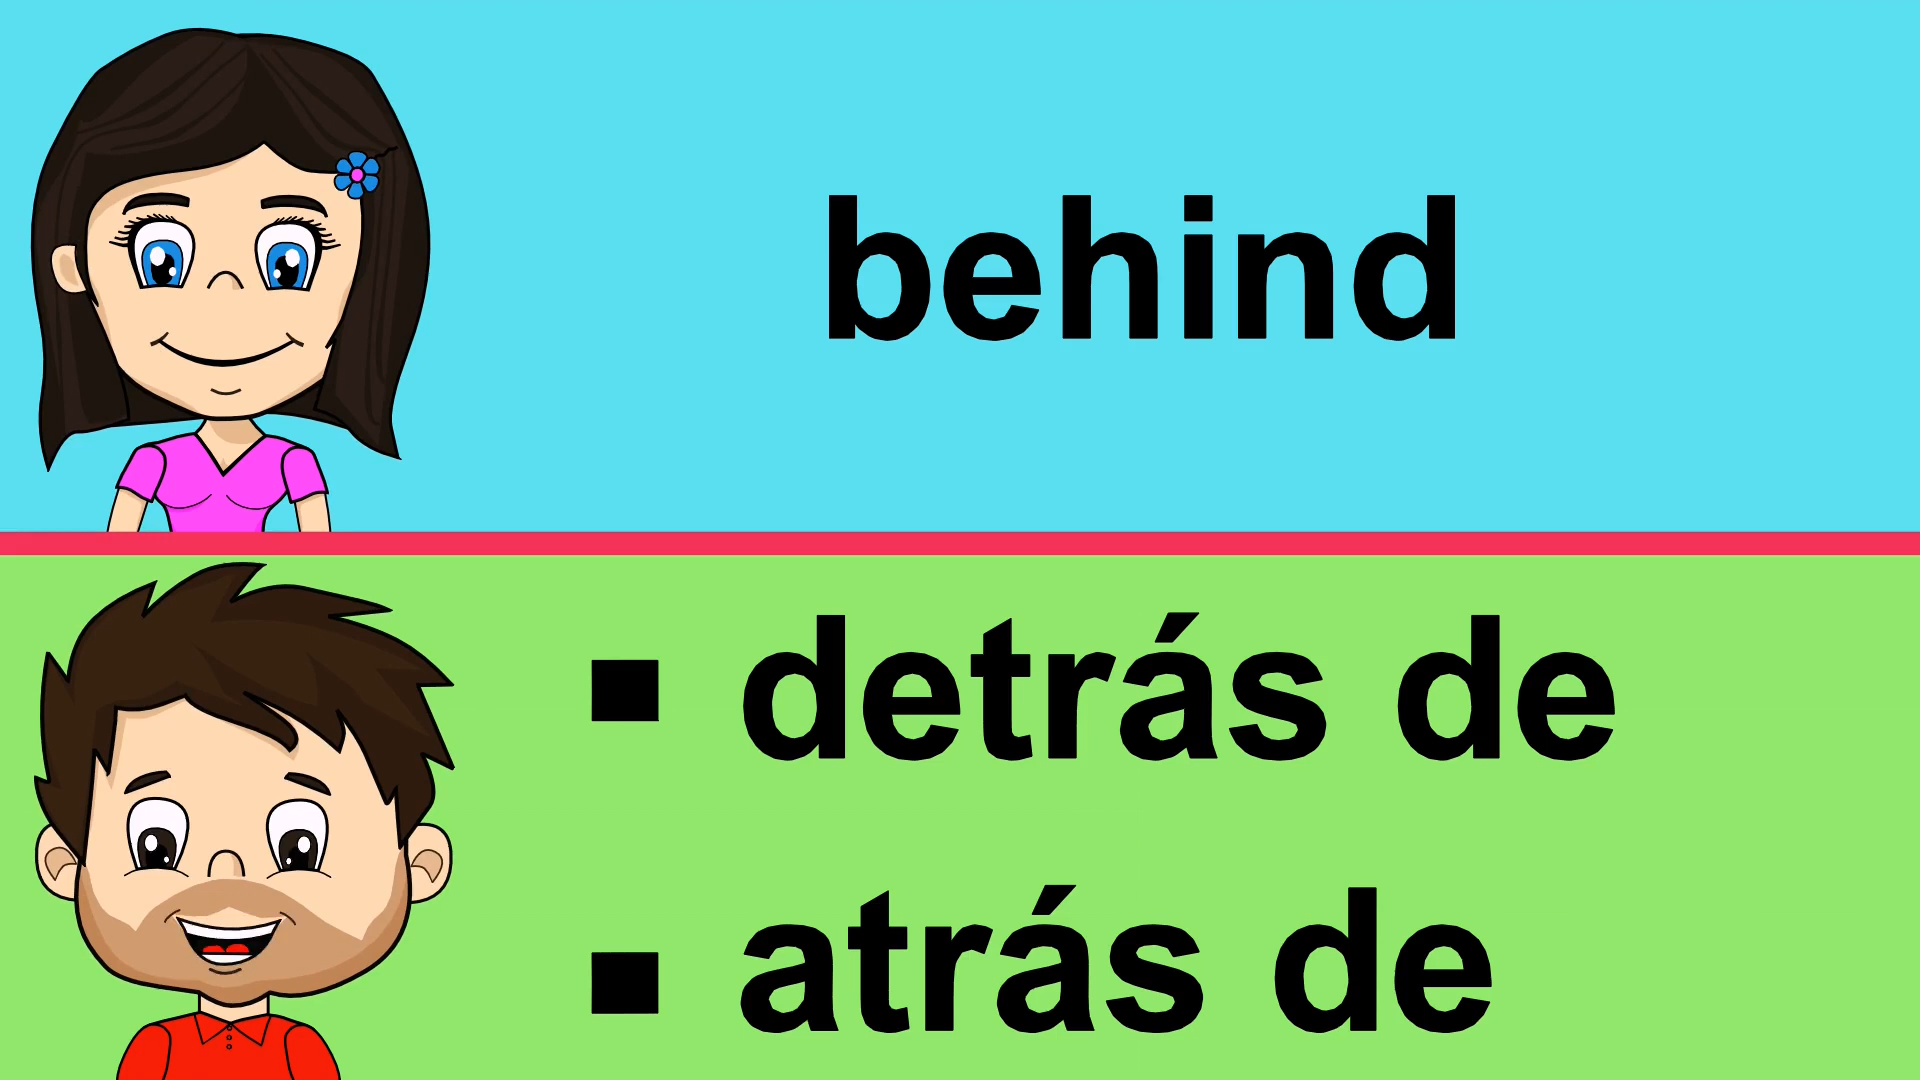 behind
▪ detrás de
▪ atrás de